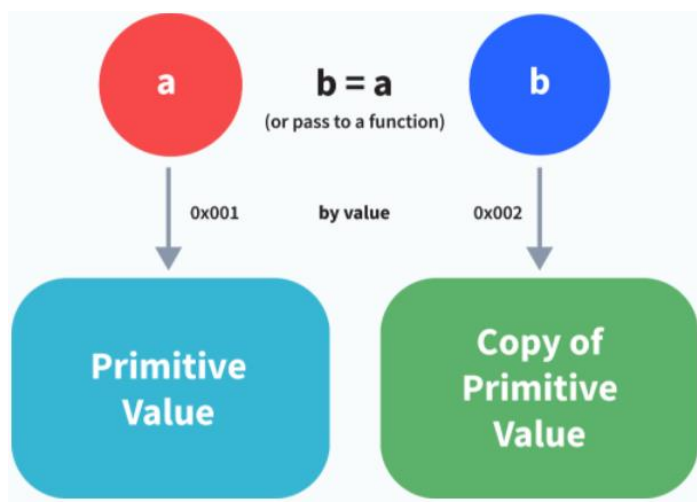 a
b = a
b
(or pass to a function)
0x001
by value
0x002
Primitive
Value
Copy of
Primitive
Value